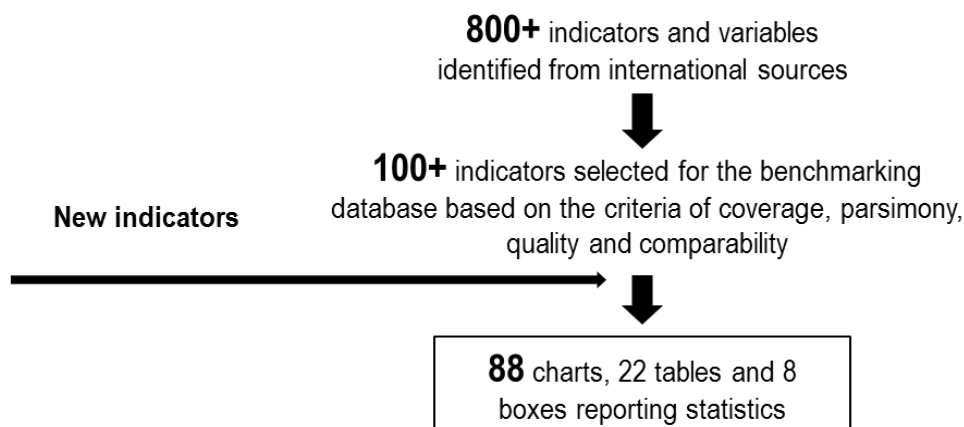 800+ indicators and variables
identified from international sources
100+ indicators selected for the benchmarking
database based on the criteria of coverage, parsimony,
quality and comparability
New indicators
88 charts, 22 tables and 8
boxes reporting statistics